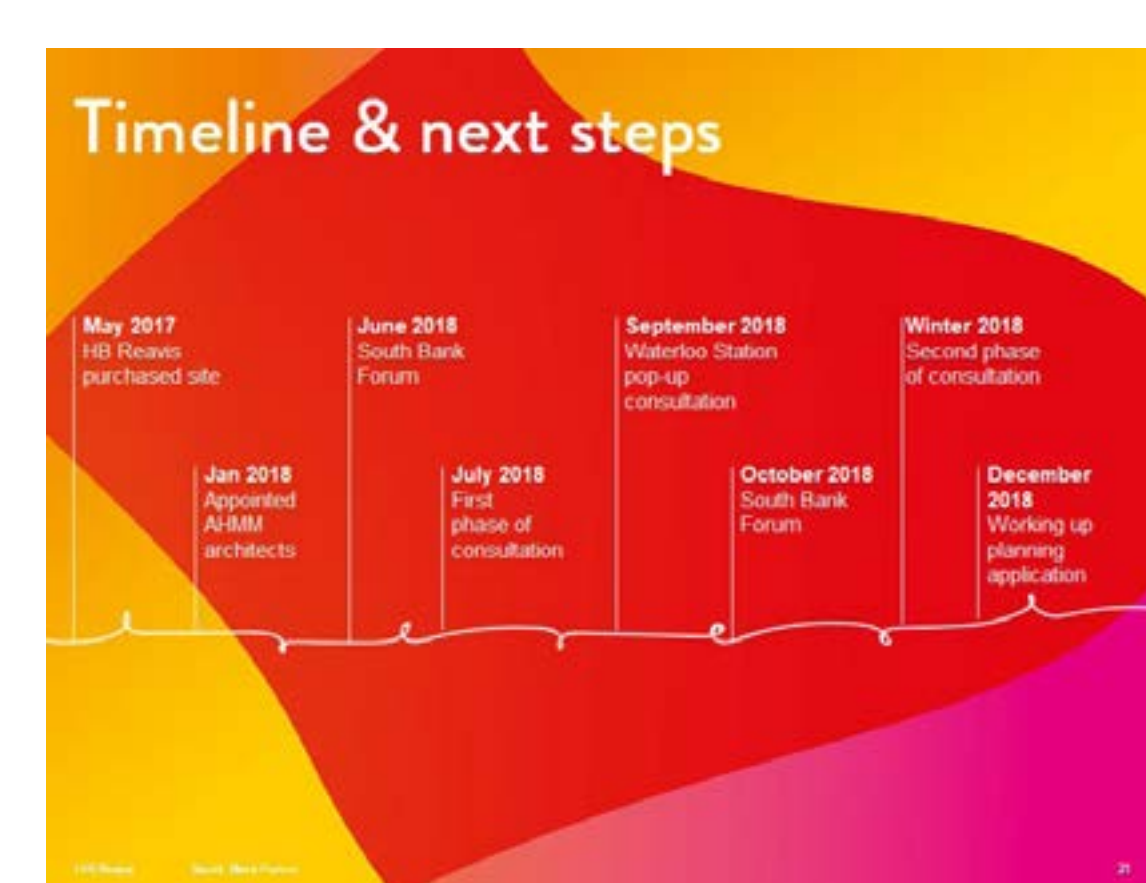 Timeline & next steps
May 2017
HB Reavis
purchased site
Jan 2018
Appointed
AHMM
architects
June 2018
South Bank
Forum
July 2018
First
phase of
consultation
September 2018
Waterloo Station
pop-up
consultation
October 2018
South Bank
Forum
Winter 2018
Second phase
of consultation
December
2018
Working up
planning
application
HB Reavis
21